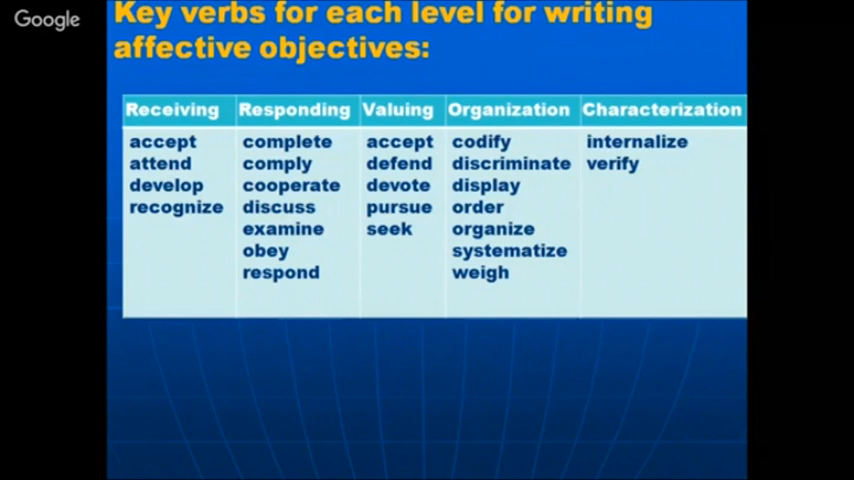 Google
Key verbs for each level for writing
affective objectives:
Receiving Responding Valuing Organization Characterization
accept complete accept codify internalize
attend comply defend discriminate verify
develop cooperate devote display
recognize discuss pursue order
examine seek organize
obey systematize
respond weigh